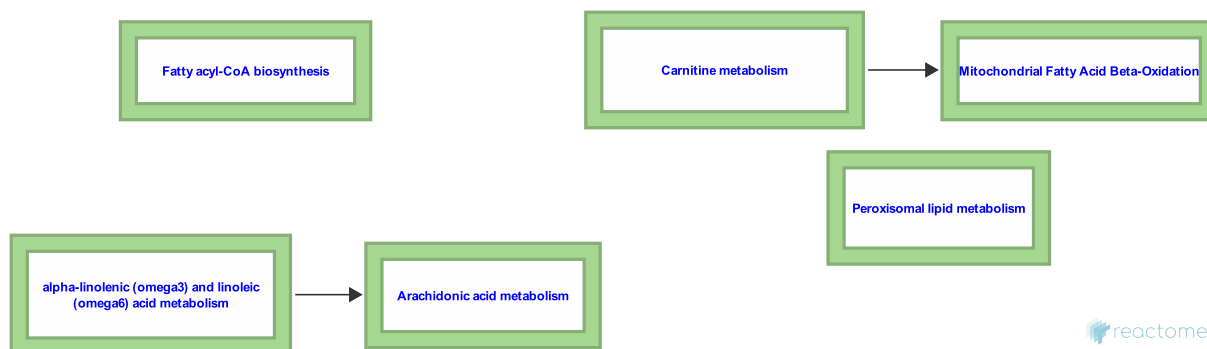 Fatty acyl-CoA biosynthesis
Carnitine metabolism
Mitochondrial Fatty Acid Beta-Oxidation
Peroxisomal lipid metabolism
alpha-linolenic (omega3) and linoleic
(omega6) acid metabolism
Arachidonic acid metabolism
reactome